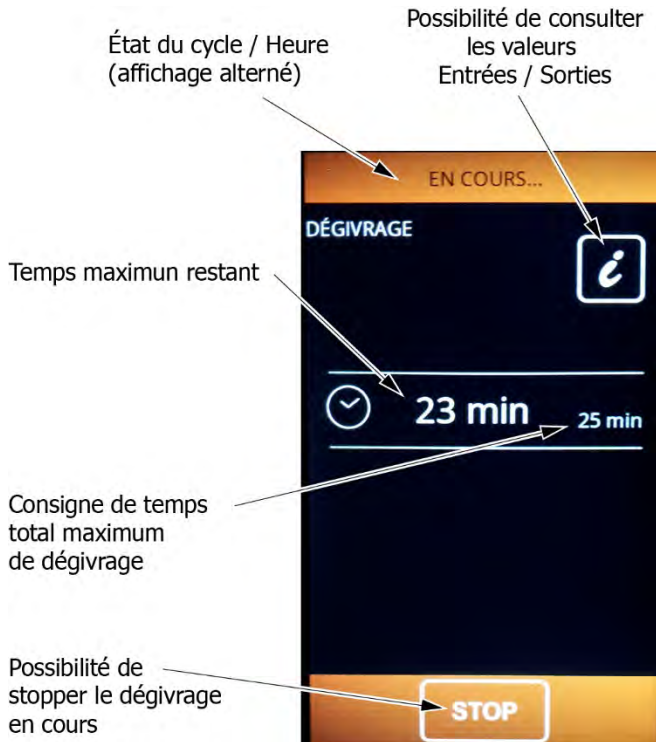 État du cycle / Heure
(affichage alterné)
Possibilité de consulter
les valeurs
Entrées / Sorties
EN COURS...
DÉGIVRAGE
i
Temps maximun restant
23 min
25 min
Consigne de temps
total maximum
de dégivrage
Possibilité de
stopper le dégivrage
en cours
STOP